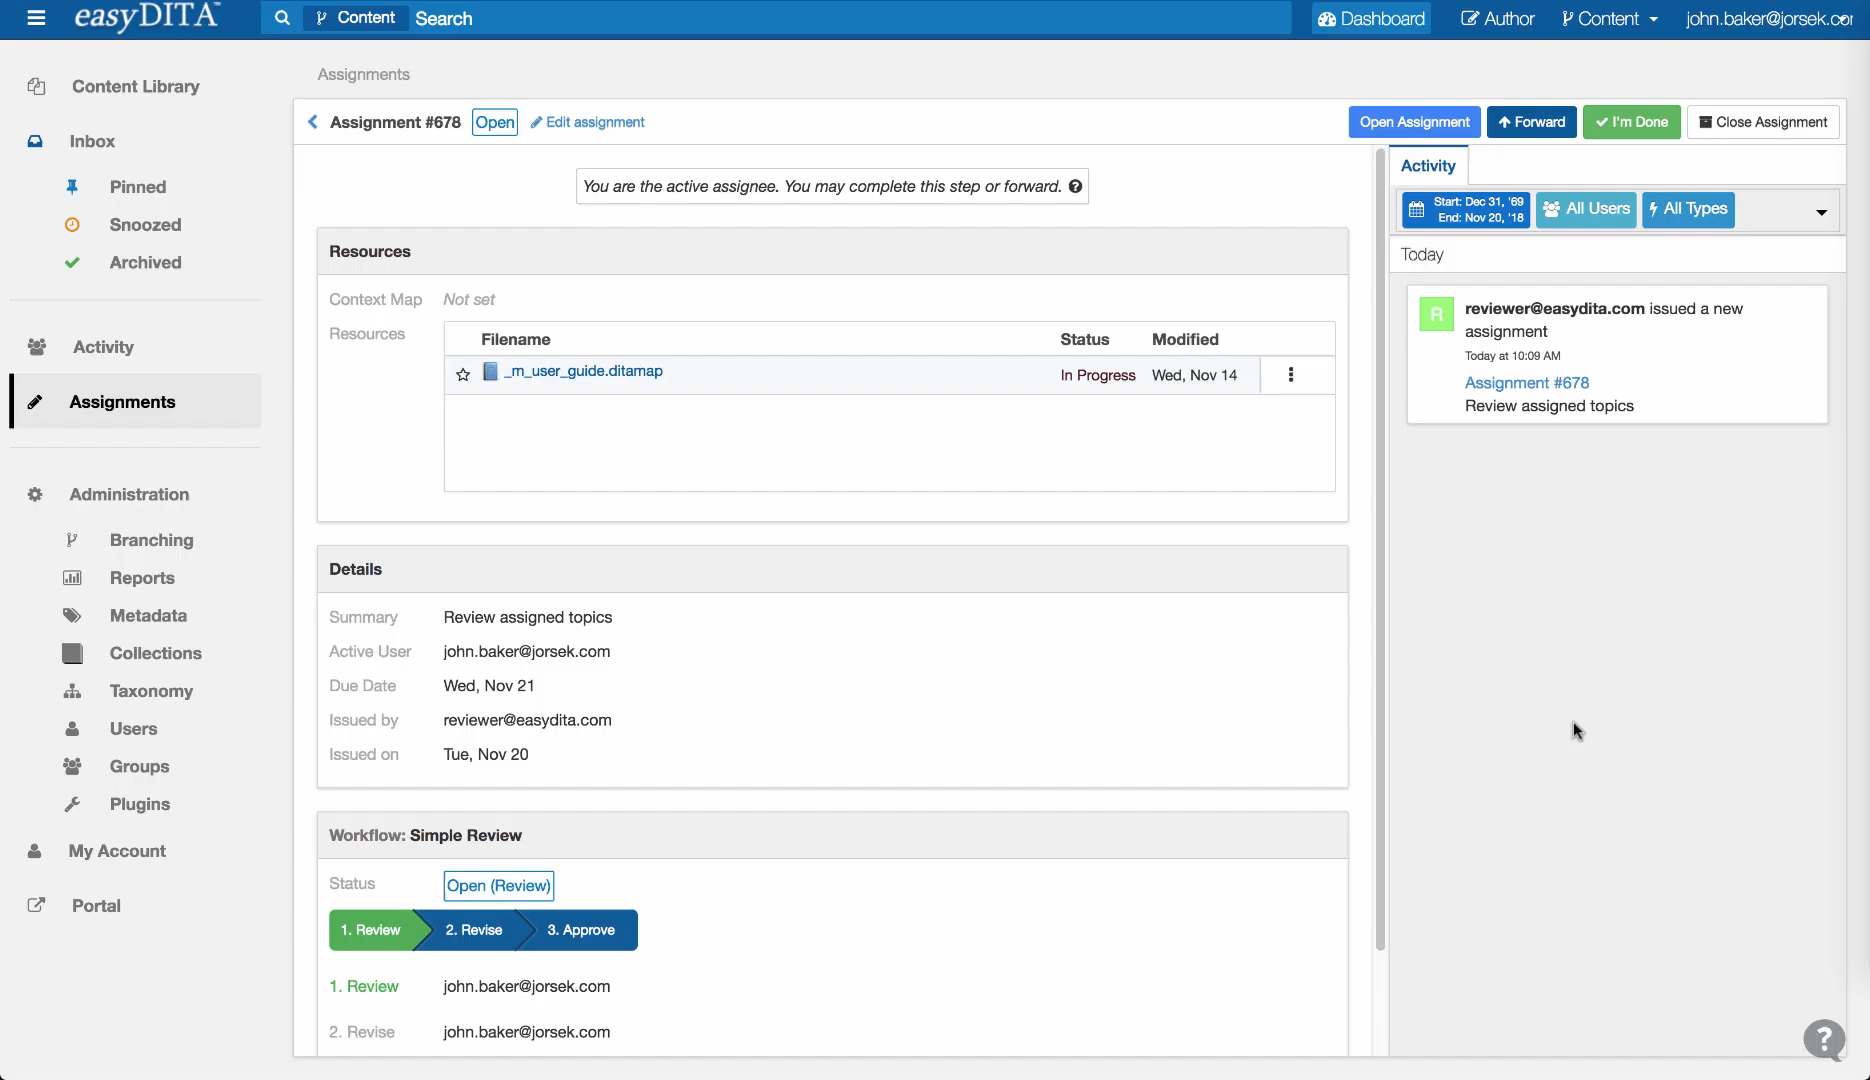 easyDITA™
Content
Search
Dashboard
Author
Content
Content Library
Inbox
Pinned
Snoozed
Archived
Activity
Assignments
Administration
Branching
Reports
Metadata
Collections
Taxonomy
Users
Groups
Plugins
My Account
Portal
Assignments
Assignment #678 Open Edit assignment
Open Assignment Forward I'm Done Close Assignment
You are the active assignee. You may complete this step or forward.
Resources
Context Map Not set
Resources
Filename Status Modified
_m_user_guide.ditamap In Progress Wed, Nov 14
Details
Summary Review assigned topics
Active User john.baker@jorsek.com
Due Date Wed, Nov 21
Issued by reviewer@easydita.com
Issued on Tue, Nov 20
Workflow: Simple Review
Status Open (Review)
1. Review 2. Revise 3. Approve
1. Review john.baker@jorsek.com
2. Revise john.baker@jorsek.com
Activity
Start: Dec 31, '69
End: Nov 20, '18
All Users All Types
Today
R
reviewer@easydita.com issued a new
assignment
Today at 10:09 AM
Assignment #678
Review assigned topics
?